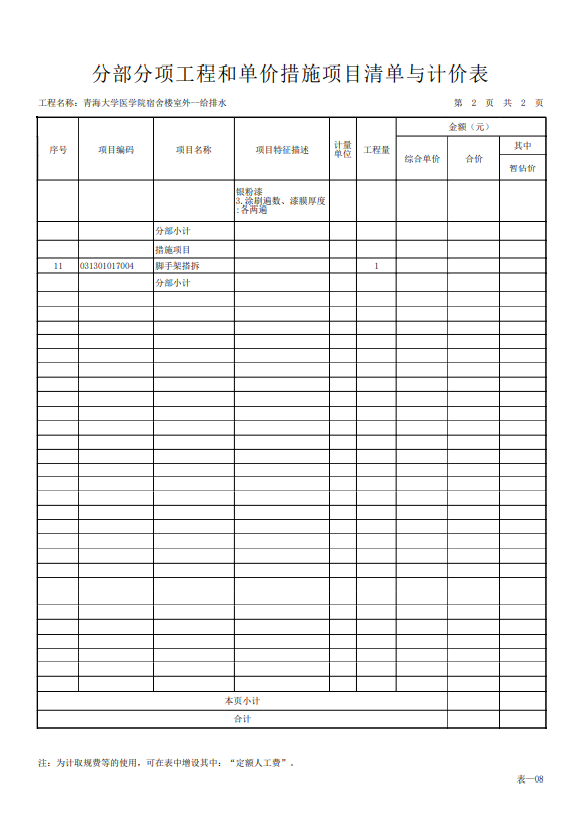 分部分项工程和单价措施项目清单与计价表
工程名称：青海大学医学院宿舍楼室外—给排水 第 2 页 共 2 页
序号 项目编码 项目名称 项目特征描述 计量单位 工程量 金额（元）
综合单价 合价 其中
暂估价
银粉漆
3.涂刷遍数、漆膜厚度
:各两遍
分部小计
措施项目
11 031301017004 脚手架搭拆 1
分部小计
本页小计
合计
注：为计取规费等的使用，可在表中增设其中：“定额人工费”．
表—08